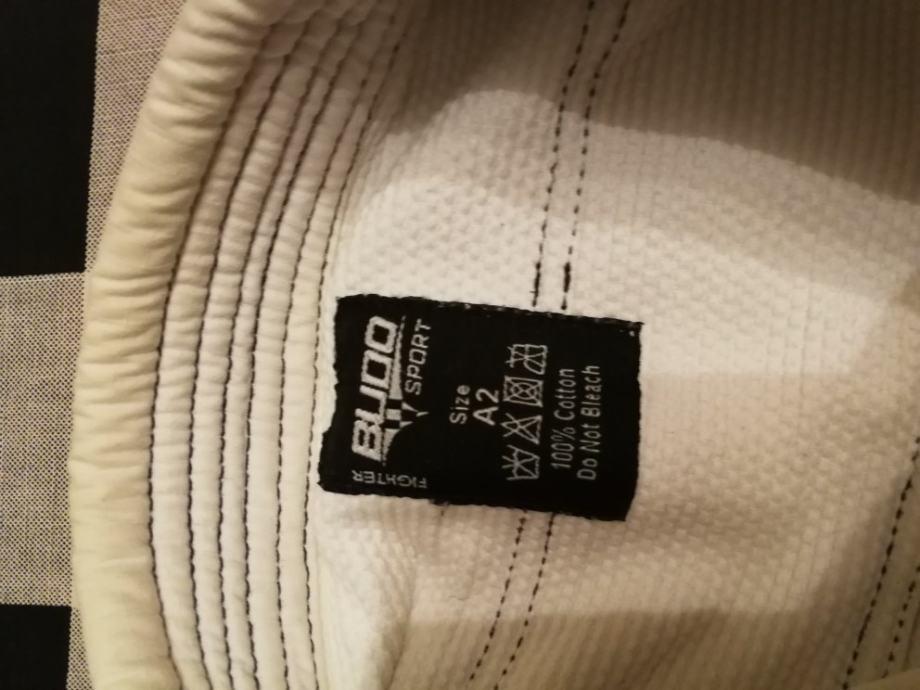 BUDO
SPORT
FIGHTER
Size
A2
100% Cotton
Do Not Bleach